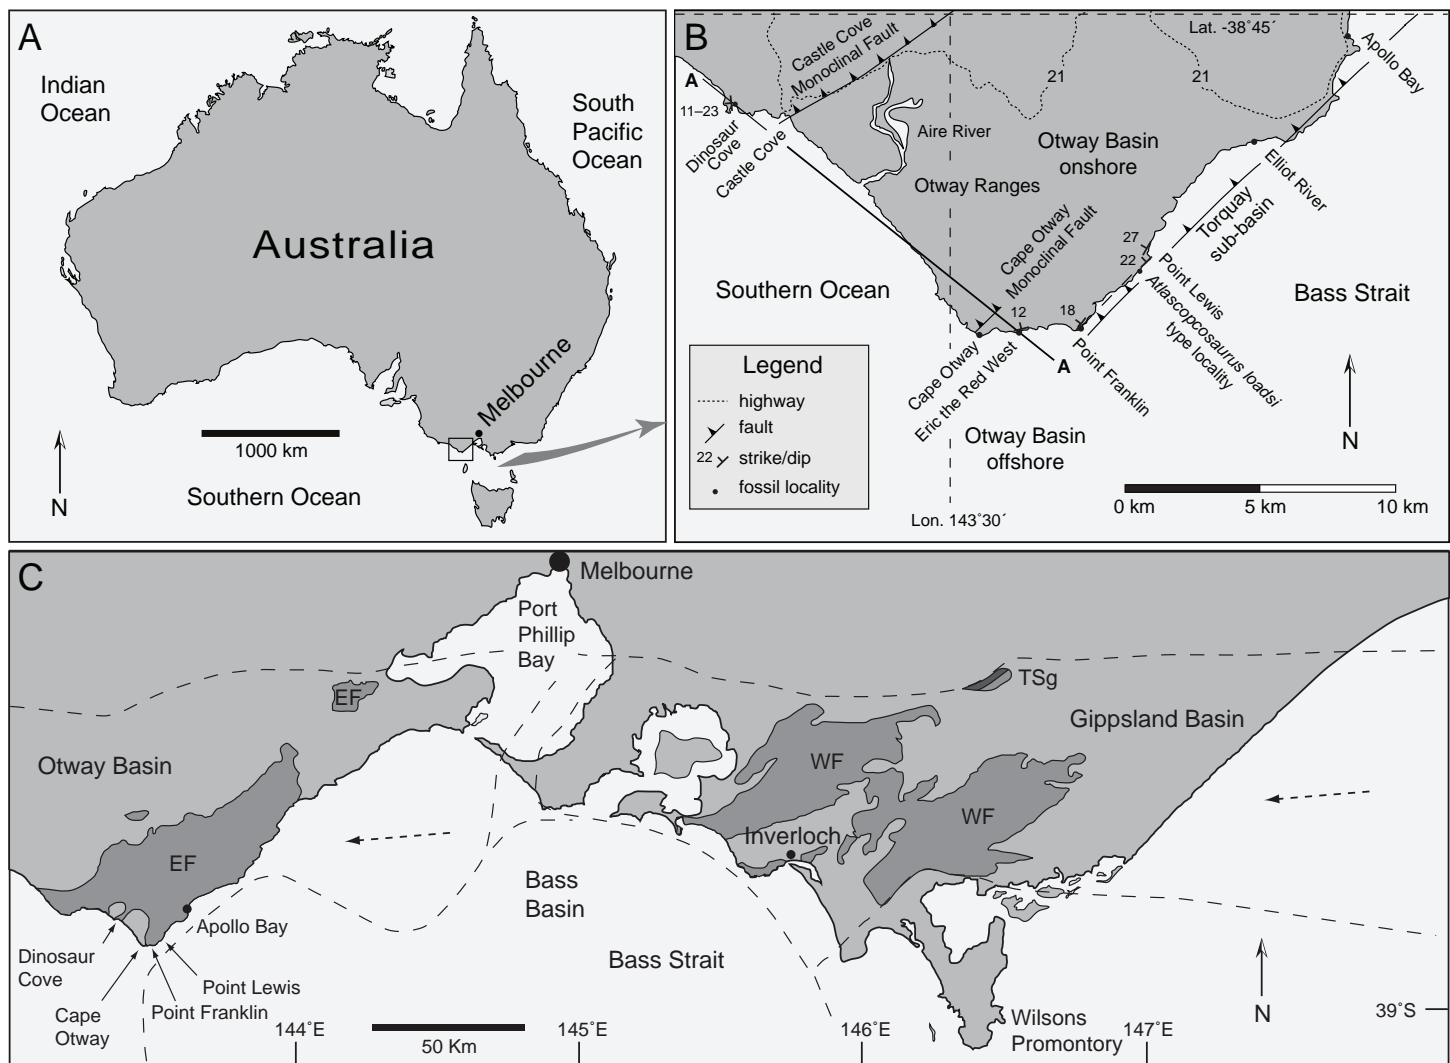 A
Indian
Ocean
South
Pacific
Ocean
Australia
Melbourne
1000 km
N
Southern Ocean
B
Lat. -38˚45´
Castle Cove
Monoclinal Fault
Apollo Bay
21
21
A
11–23
Dinosaur
Cove
Castle Cove
Aire River
Otway Basin
onshore
Otway Ranges
Elliot River
Torquay
sub-basin
Cape Otway
Monoclinal Fault
27
22
Point Lewis
Atlascopcosaurus loadsi
type locality
Southern Ocean
Bass Strait
12
18
A
Cape Otway
Eric the Red West
Point Franklin
Legend
highway
fault
22 strike/dip
fossil locality
Otway Basin
offshore
N
0 km
5 km
10 km
Lon. 143˚30´
C
Melbourne
Port
Phillip
Bay
EF
TSg
Gippsland Basin
Otway Basin
WF
WF
Inverloch
EF
Bass
Basin
Apollo Bay
Dinosaur
Cove
Bass Strait
Point Lewis
Point Franklin
Cape
Otway
N
39˚S
Wilsons
Promontory
144˚E
50 Km
145˚E
146˚E
147˚E